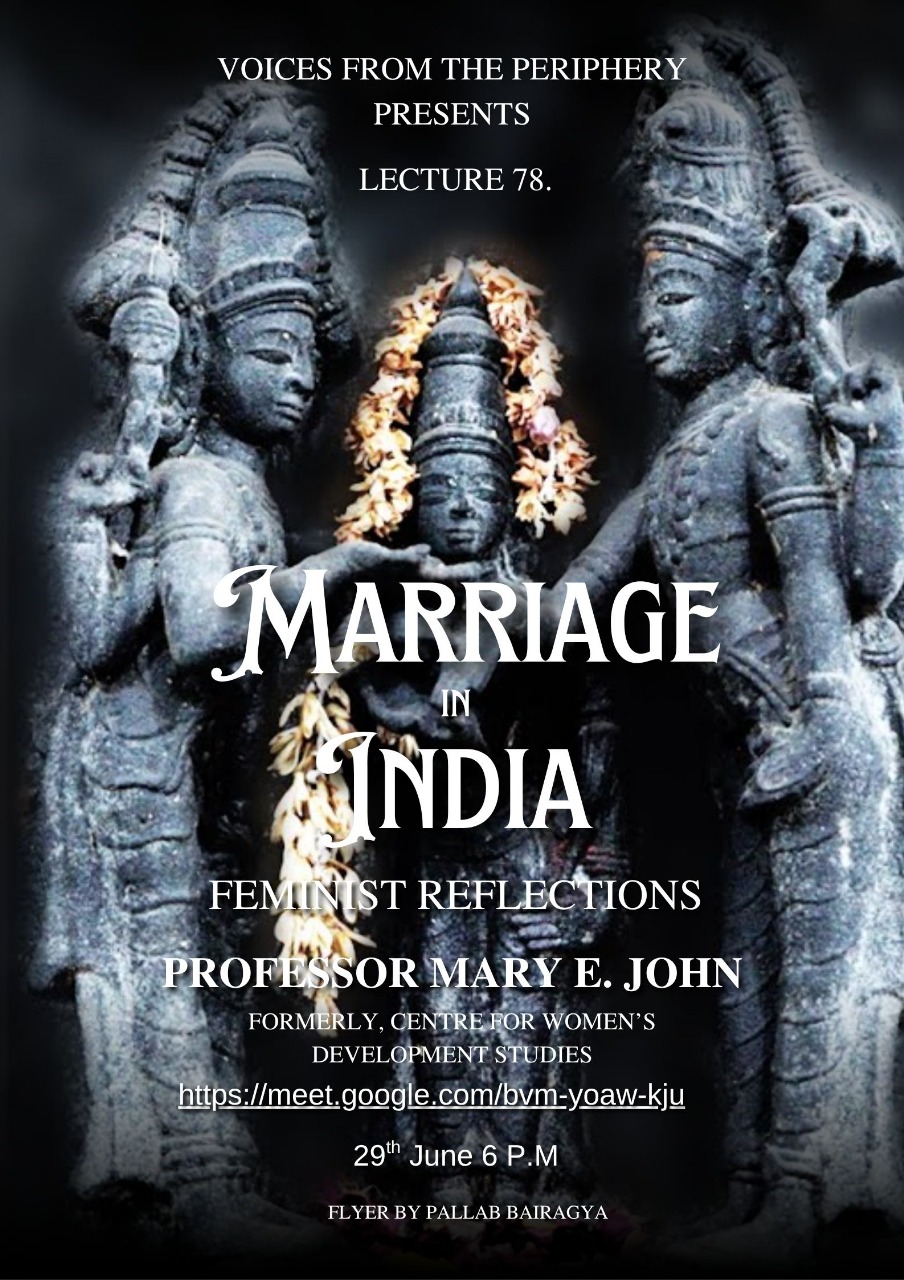 VOICES FROM THE PERIPHERY
PRESENTS
LECTURE 78.
MARRIAGE
IN
INDIA
FEMINIST REFLECTIONS
PROFESSOR MARY E. JOHN
FORMERLY, CENTRE FOR WOMEN’S
DEVELOPMENT STUDIES
https://meet.google.com/bvm-yoaw-kju
29th June 6 P.M
FLYER BY PALLAB BAIRAGYA